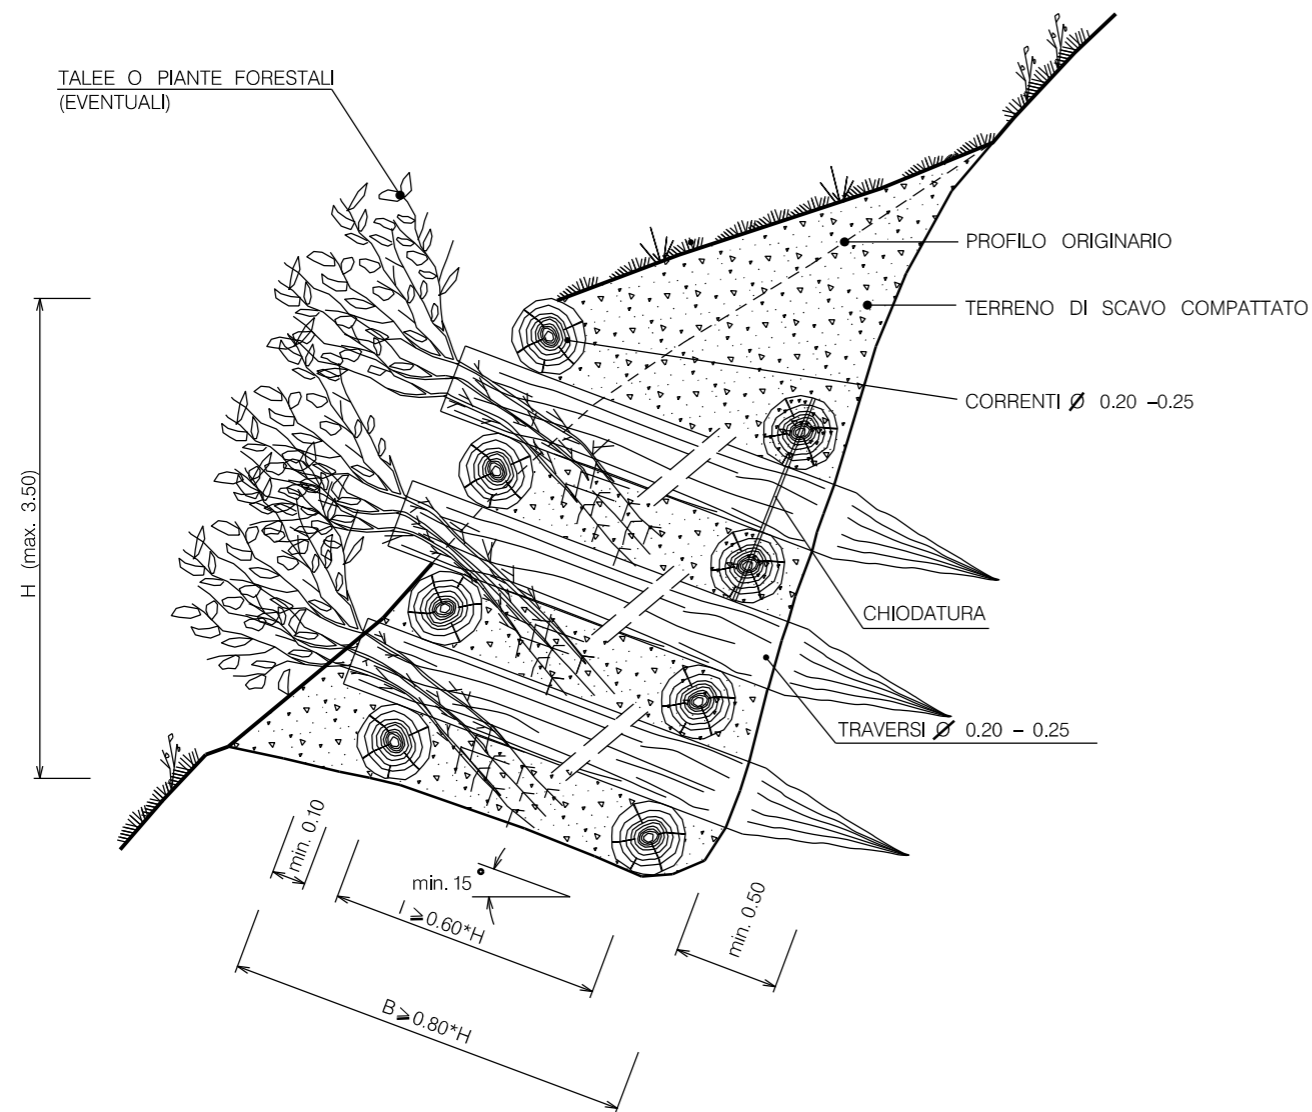 TALEE O PIANTE FORESTALI
(EVENTUALI)
PROFILO ORIGINARIO
TERRENO DI SCAVO COMPATTATO
CORRENTI Ø 0.20 -0.25
H (max. 3.50)
CHIODATURA
TRAVERSI Ø 0.20 - 0.25
min. 0.10
min. 15°
I ≥0.60*H
min. 0.50
B ≥0.80*H